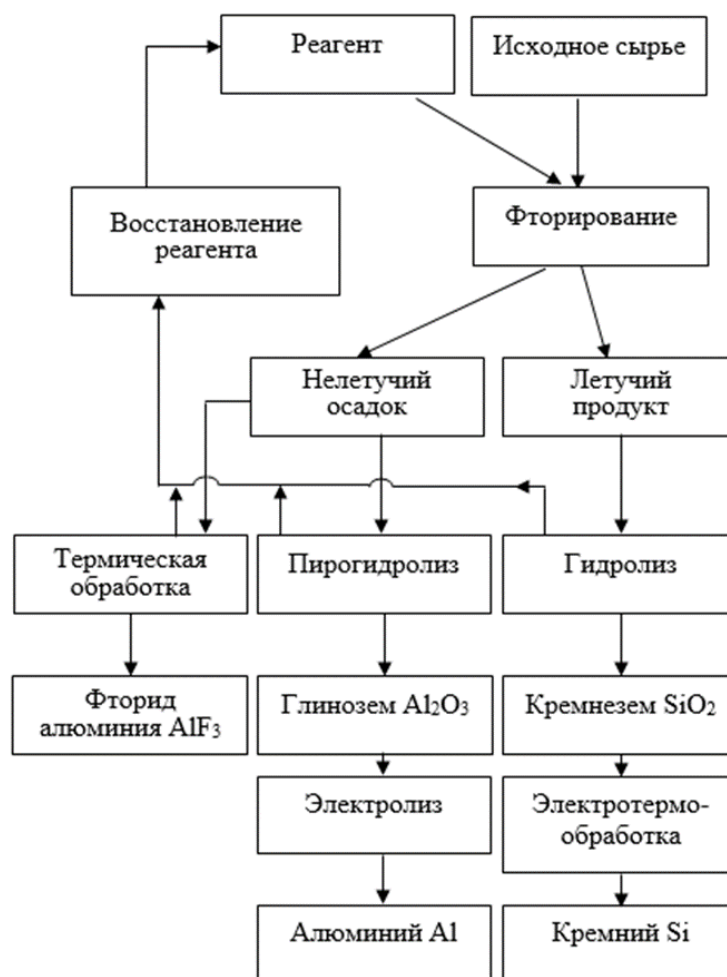 Реагент
Исходное сырье
Восстановление
реагента
Фторирование
Нелетучий
осадок
Летучий
продукт
Термическая
обработка
Пирогидролиз
Гидролиз
Фторид
алюминия AlF₃
Глинозем Al₂O₃
Кремнезем SiO₂
Электролиз
Электротермо-
обработка
Алюминий Al
Кремний Si